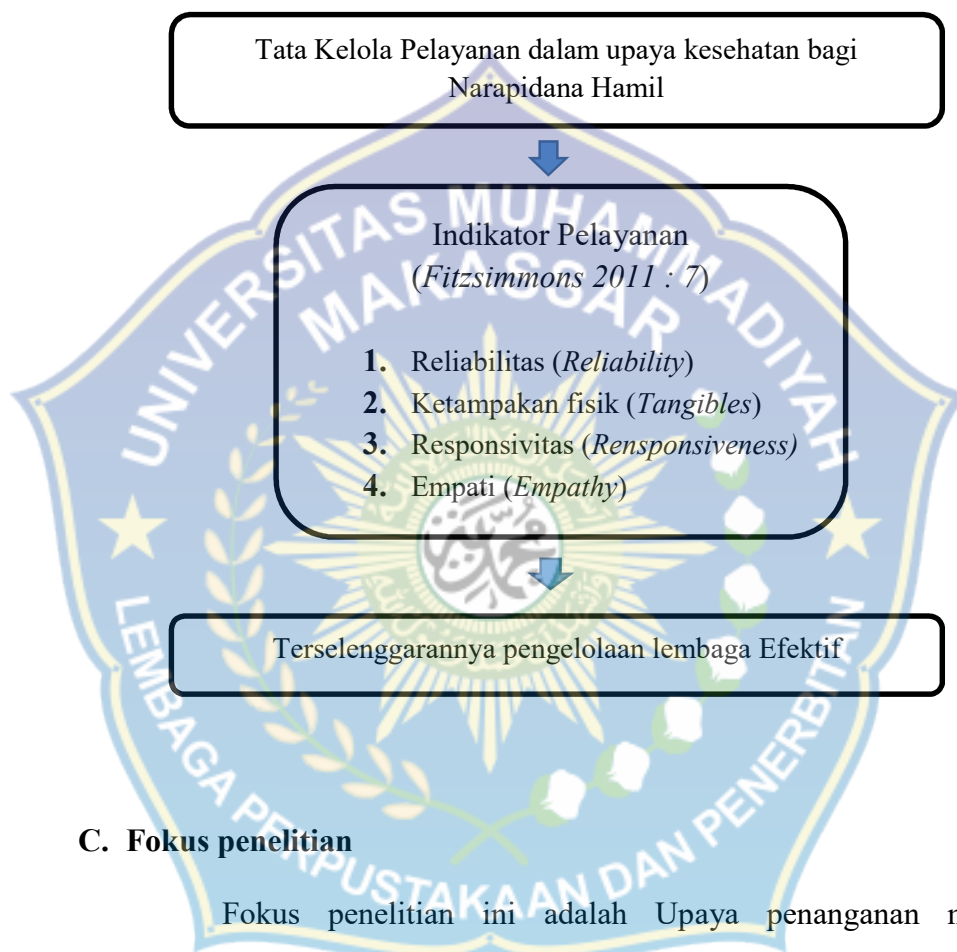 Tata Kelola Pelayanan dalam upaya kesehatan bagi
Narapidana Hamil
Indikator Pelayanan
(Fitzsimmons 2011 : 7)
1. Reliabilitas (Reliability)
2. Ketampakan fisik (Tangibles)
3. Responsivitas (Rensponsiveness)
4. Empati (Empathy)
Terselenggarannya pengelolaan lembaga Efektif
UNIVERSITAS MUHAMMADIYAH
MAKASSAR
LEMBAGA PERPUSTAKAAN DAN PENERBITAN
C. Fokus penelitian
Fokus penelitian ini adalah Upaya penanganan